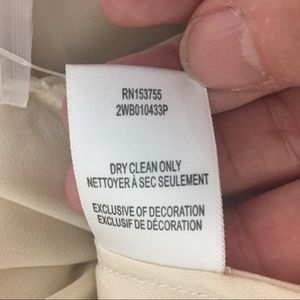 RN153755
2WB010433P
DRY CLEAN ONLY
NETTOYER À SEC SEULEMENT
EXCLUSIVE OF DECORATION
EXCLUSIF DE DÉCORATION